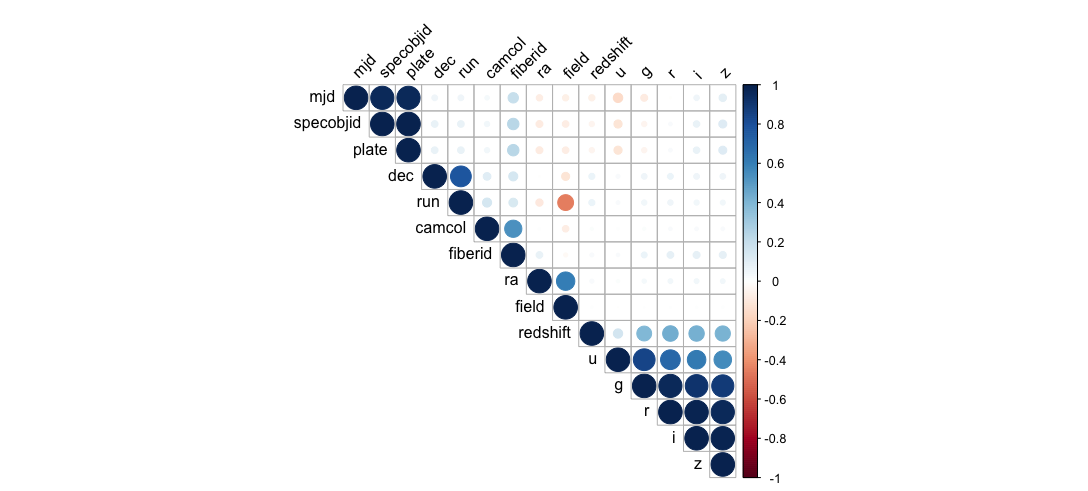 mjd specobjid plate dec run camcol fiberid ra field redshift u g r i z
mjd
specobjid
plate
dec
run
camcol
fiberid
ra
field
redshift
u
g
r
i
z
1
0.8
0.6
0.4
0.2
0
-0.2
-0.4
-0.6
-0.8
-1